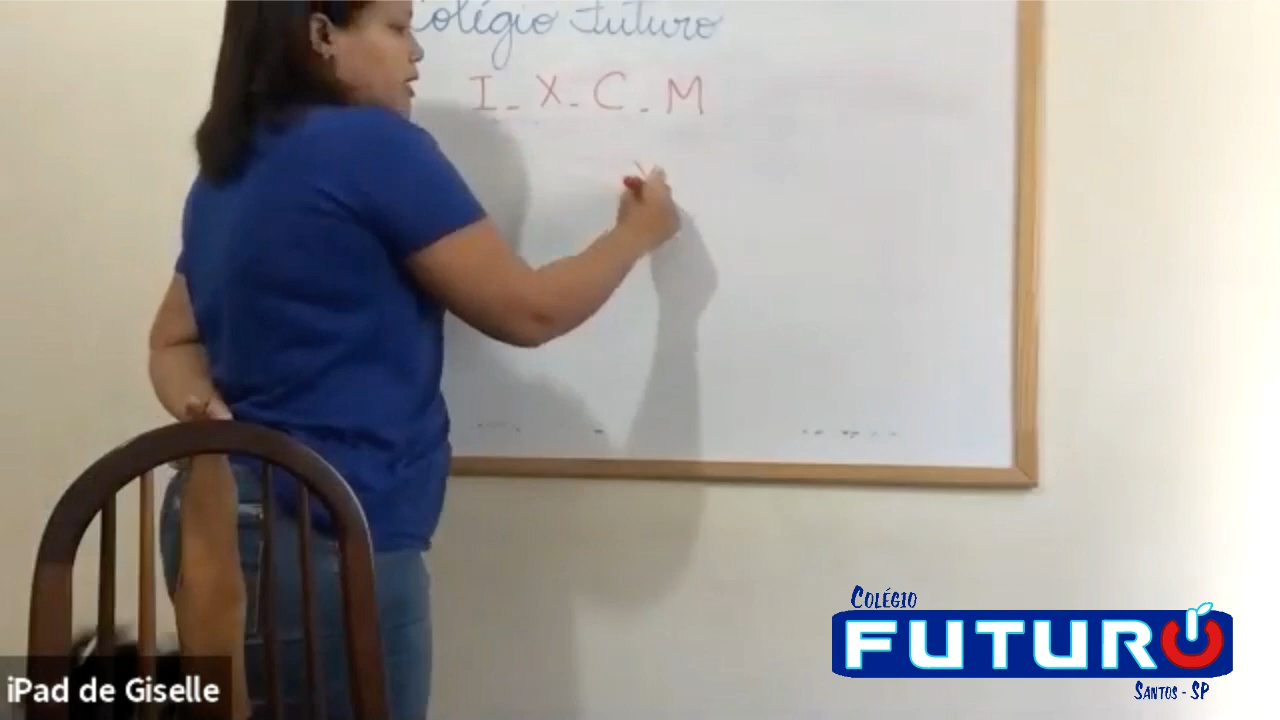 Colégio Futuro
I - X - C - M
COLÉGIO
FUTURO
SANTOS - SP
iPad de Giselle